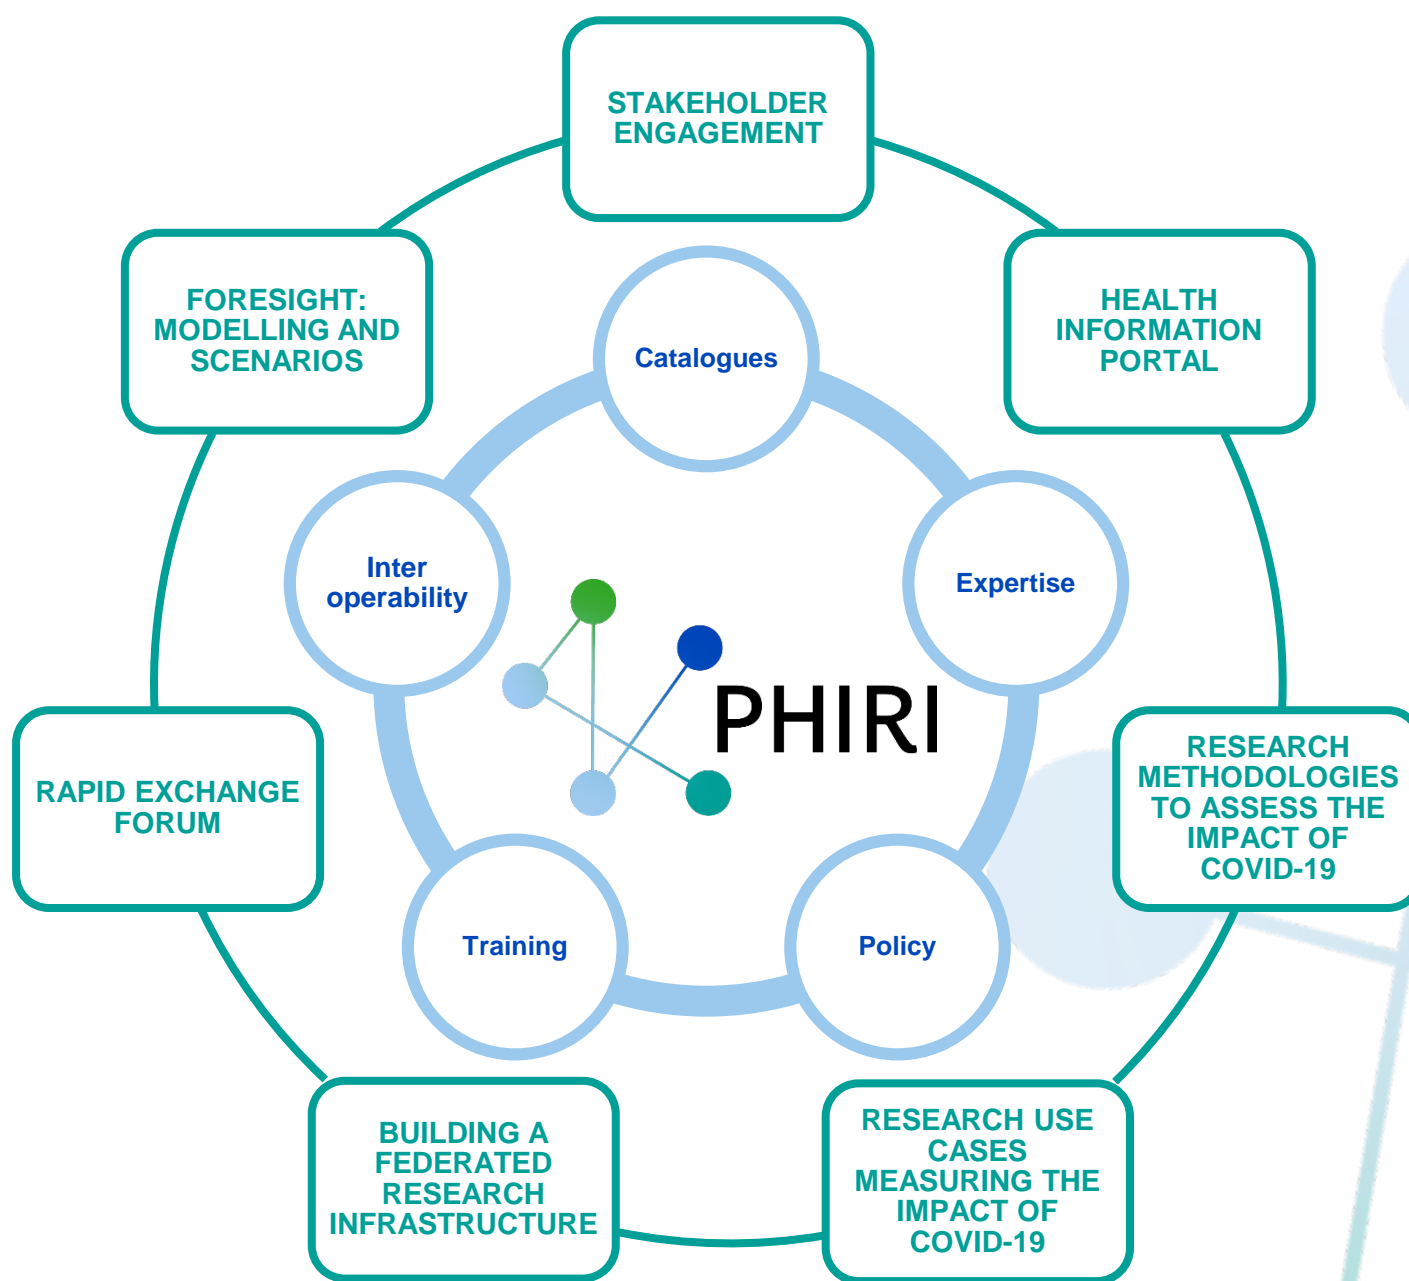 STAKEHOLDER
ENGAGEMENT
FORESIGHT:
MODELLING AND
SCENARIOS
HEALTH
INFORMATION
PORTAL
Catalogues
Inter
operability
Expertise
PHIRI
RAPID EXCHANGE
FORUM
RESEARCH
METHODOLOGIES
TO ASSESS THE
IMPACT OF
COVID-19
Training
Policy
BUILDING A
FEDERATED
RESEARCH
INFRASTRUCTURE
RESEARCH USE
CASES
MEASURING THE
IMPACT OF
COVID-19